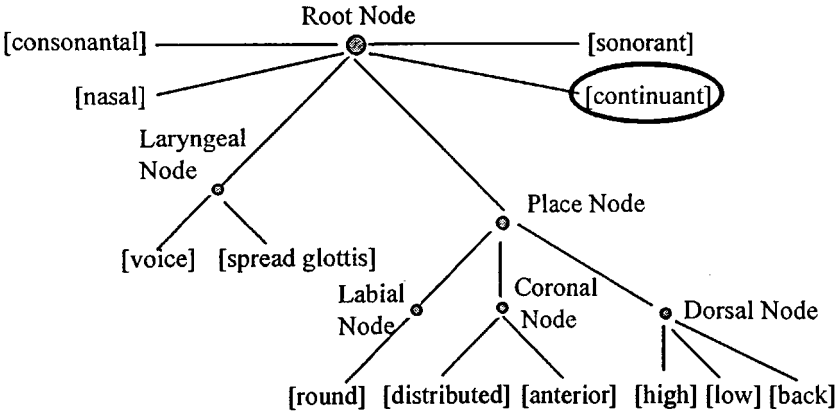 Root Node
[consonantal] [sonorant]
[nasal] [continuant]
Laryngeal
Node
Place Node
[voice] [spread glottis]
Labial
Node
Coronal
Node
Dorsal Node
[round] [distributed] [anterior] [high] [low] [back]